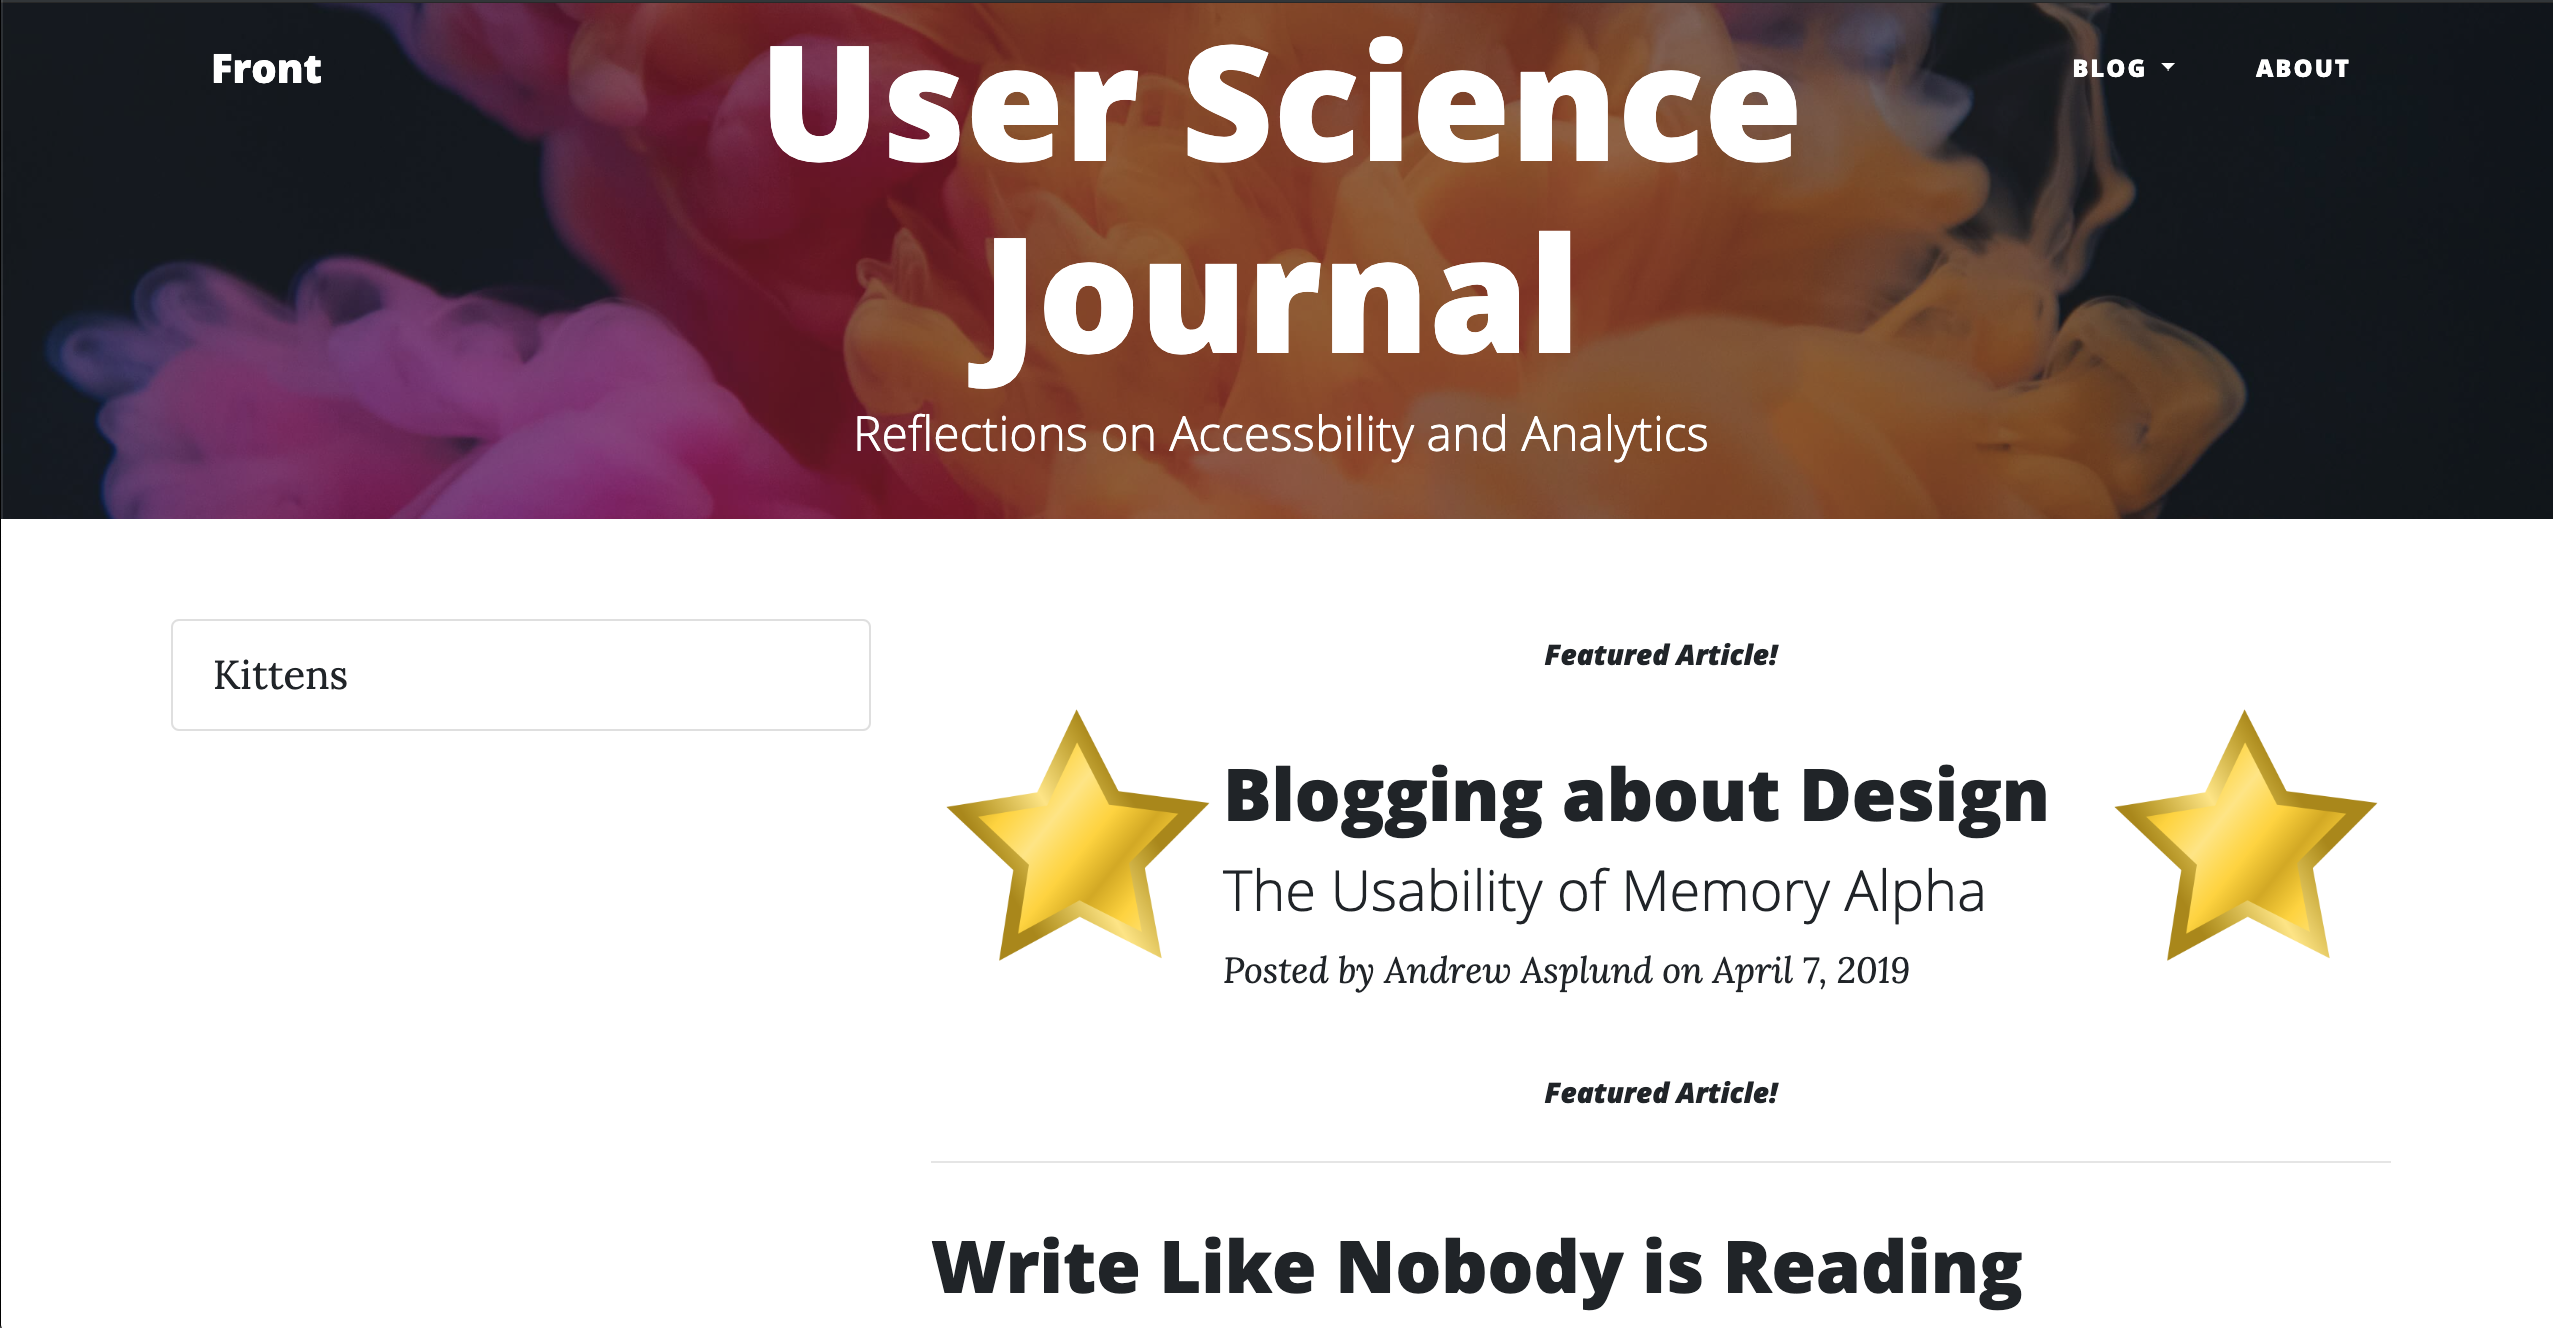 Front
BLOG
ABOUT
User Science
Journal
Reflections on Accessbility and Analytics
Kittens
Featured Article!
Blogging about Design
The Usability of Memory Alpha
Posted by Andrew Asplund on April 7, 2019
Featured Article!
Write Like Nobody is Reading